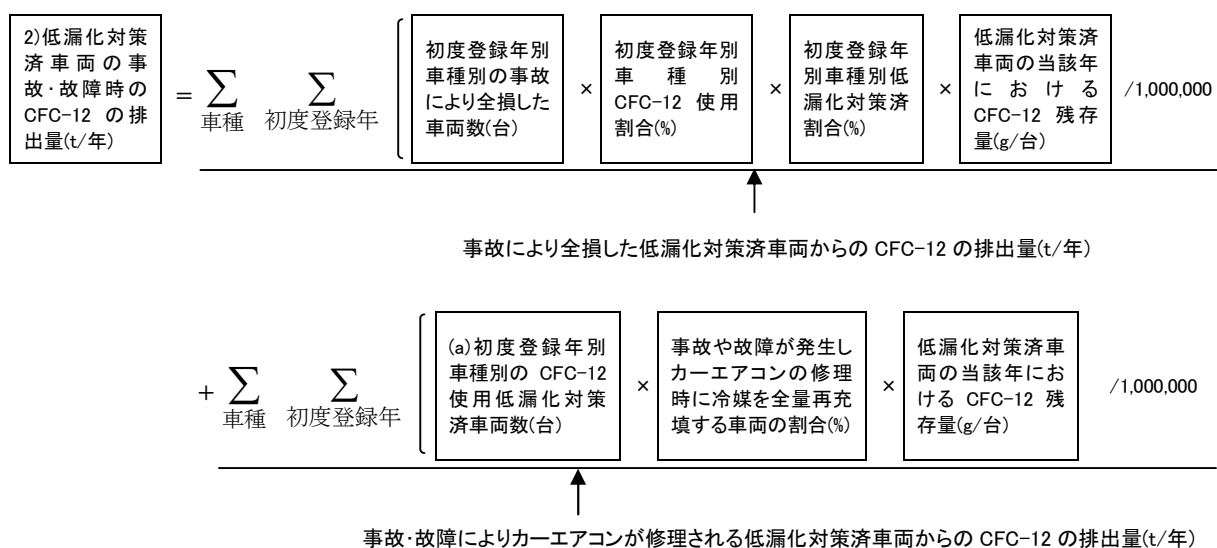 2)低漏化対策
済車両の事
故・故障時の
CFC-12 の排
出量(t/年)
=
∑
車種
∑
初度登録年
初度登録年別
車種別の事故
により全損した
車両数(台)
×
初度登録年別
車種別
CFC-12 使用
割合(%)
×
初度登録年
別車種別低
漏化対策済
割合(%)
×
低漏化対策済
車両の当該年
における
CFC-12 残存
量(g/台)
/1,000,000
事故により全損した低漏化対策済車両からの CFC-12 の排出量(t/年)
+
∑
車種
∑
初度登録年
(a)初度登録年別
車種別の CFC-12
使用低漏化対策
済車両数(台)
×
事故や故障が発生し
カーエアコンの修理
時に冷媒を全量再充
填する車両の割合(%)
×
低漏化対策済車
両の当該年にお
ける CFC-12 残
存量(g/台)
/1,000,000
事故・故障によりカーエアコンが修理される低漏化対策済車両からの CFC-12 の排出量(t/年)